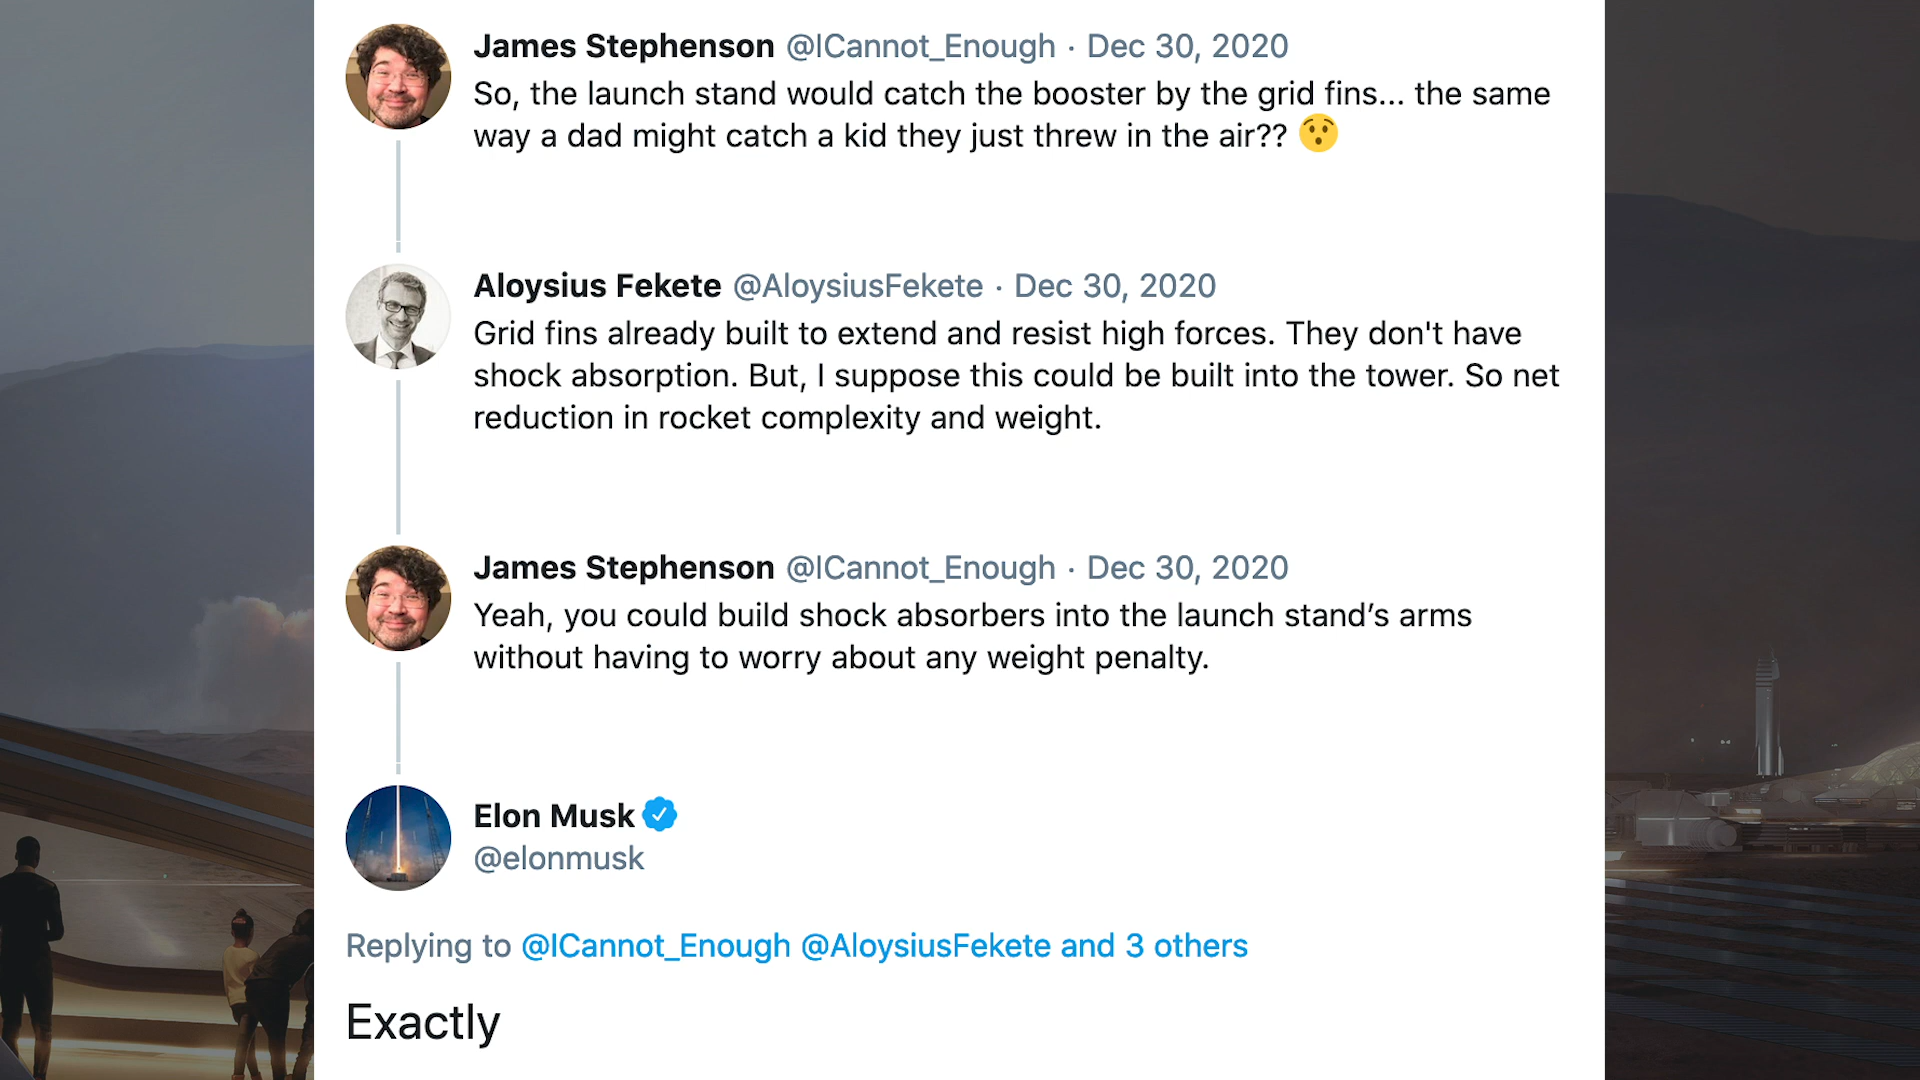 James Stephenson @ICannot_Enough · Dec 30, 2020
So, the launch stand would catch the booster by the grid fins... the same
way a dad might catch a kid they just threw in the air?? 😯
Aloysius Fekete @AloysiusFekete · Dec 30, 2020
Grid fins already built to extend and resist high forces. They don't have
shock absorption. But, I suppose this could be built into the tower. So net
reduction in rocket complexity and weight.
James Stephenson @ICannot_Enough · Dec 30, 2020
Yeah, you could build shock absorbers into the launch stand’s arms
without having to worry about any weight penalty.
Elon Musk
@elonmusk
Replying to @ICannot_Enough @AloysiusFekete and 3 others
Exactly